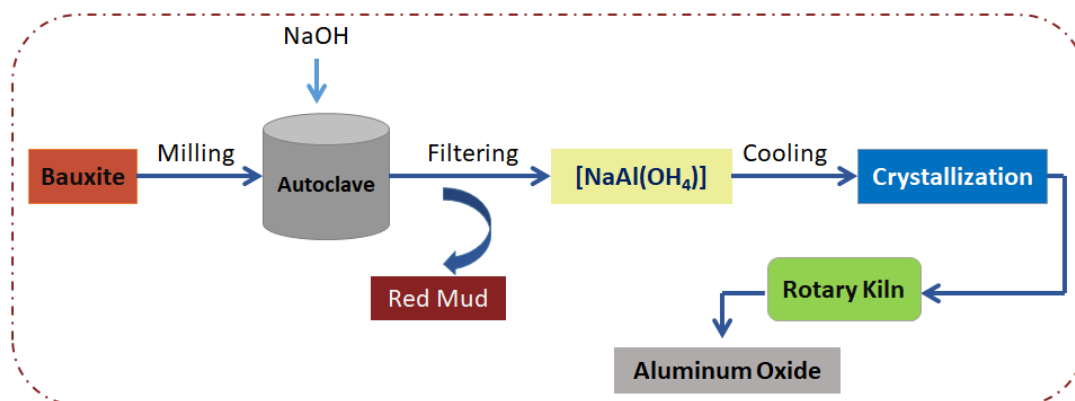 NaOH
Bauxite
Milling
Autoclave
Filtering
[NaAl(OH₄)]
Cooling
Crystallization
Red Mud
Rotary Kiln
Aluminum Oxide